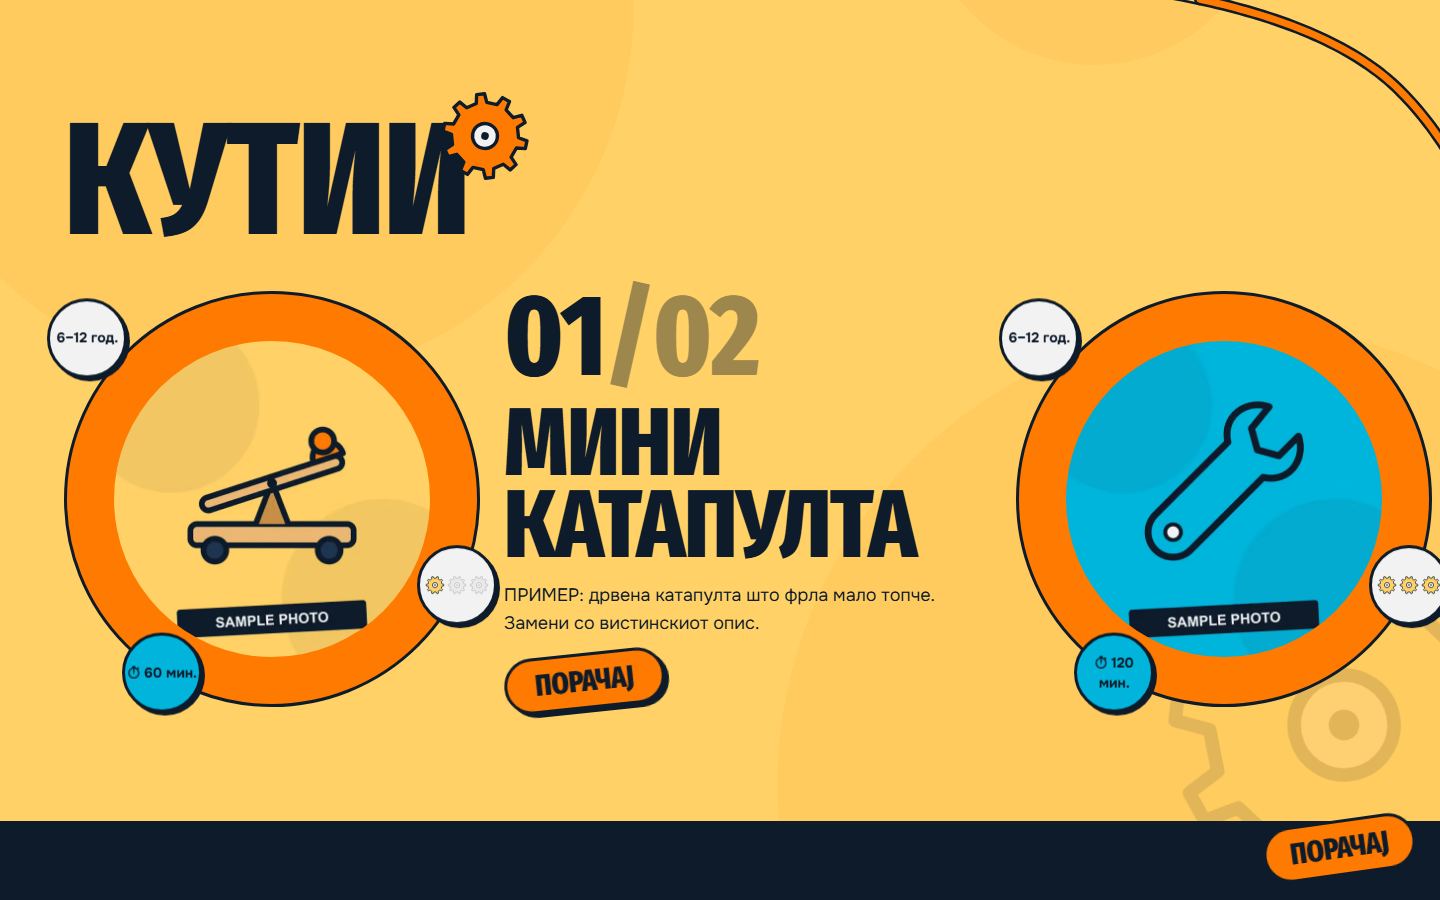 КУТИИ
6–12 год.
01/02
МИНИ
КАТАПУЛТА
ПРИМЕР: дрвена катапулта што фрла мало топче.
Замени со вистинскиот опис.
SAMPLE PHOTO
60 мин.
ПОРАЧАЈ
6–12 год.
SAMPLE PHOTO
120
мин.
ПОРАЧАЈ